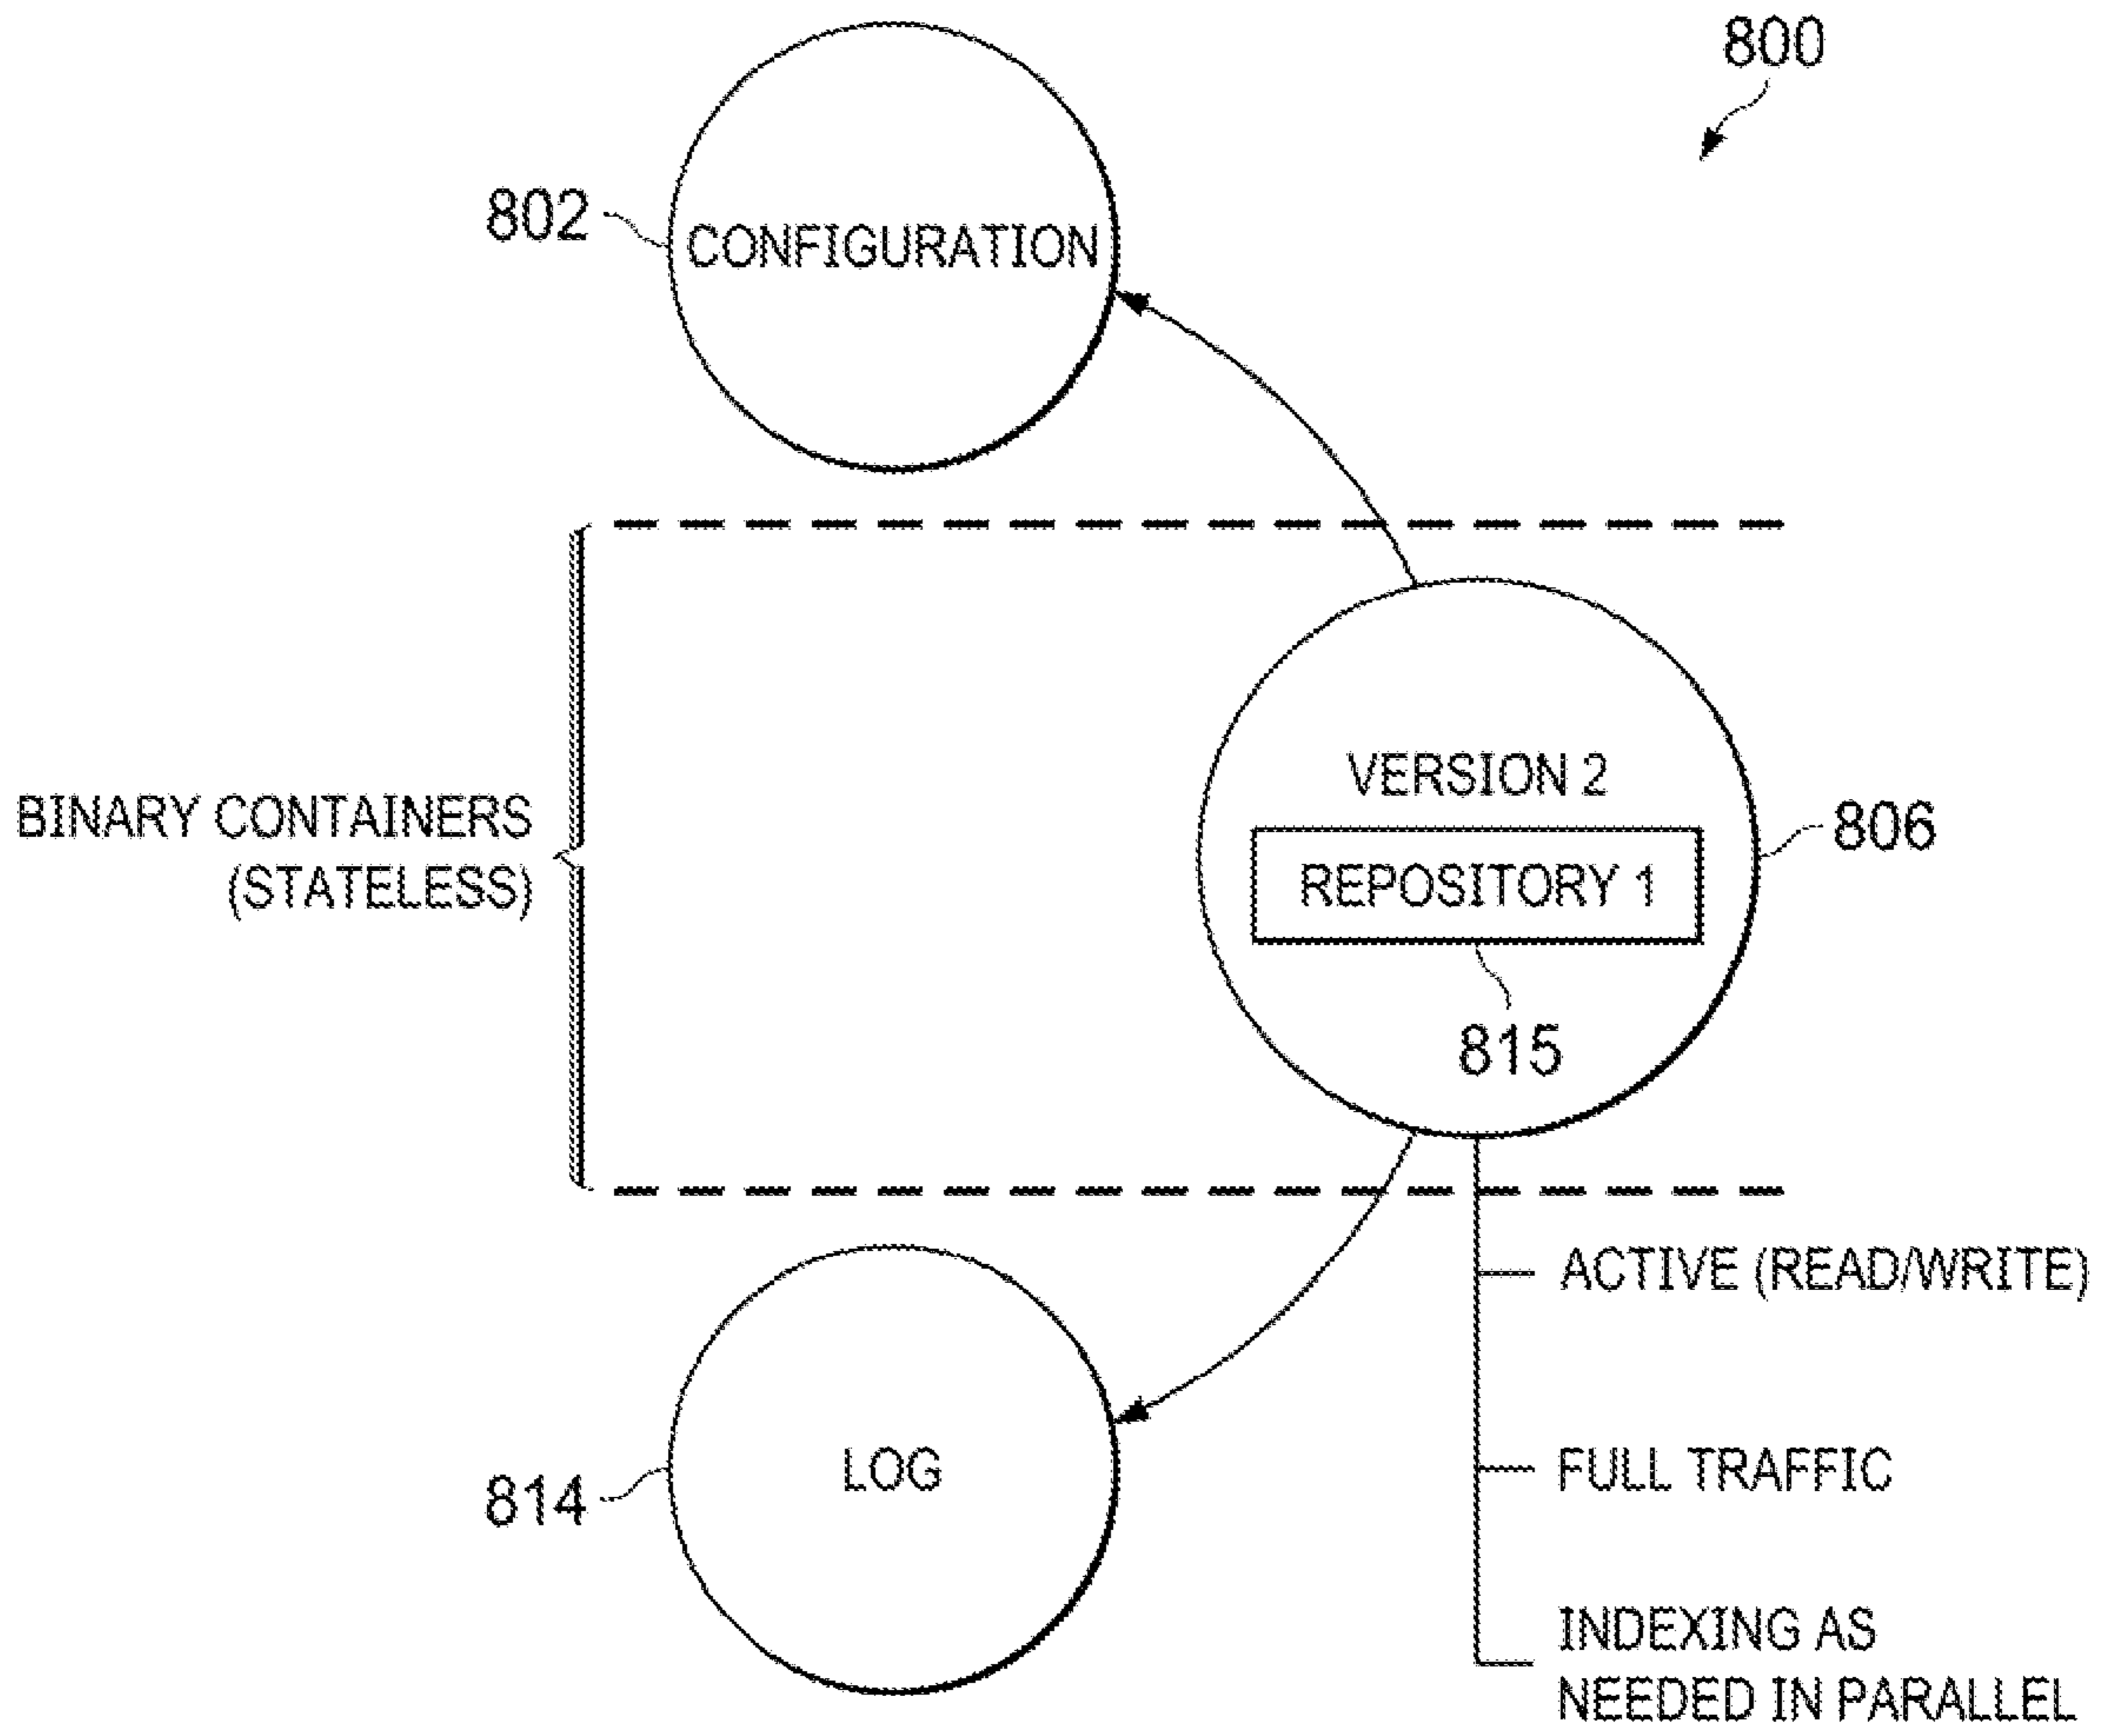 800
802
CONFIGURATION
VERSION 2
BINARY CONTAINERS
(STATELESS)
806
REPOSITORY 1
815
ACTIVE (READ/WRITE)
LOG
814
FULL TRAFFIC
INDEXING AS
NEEDED IN PARALLEL